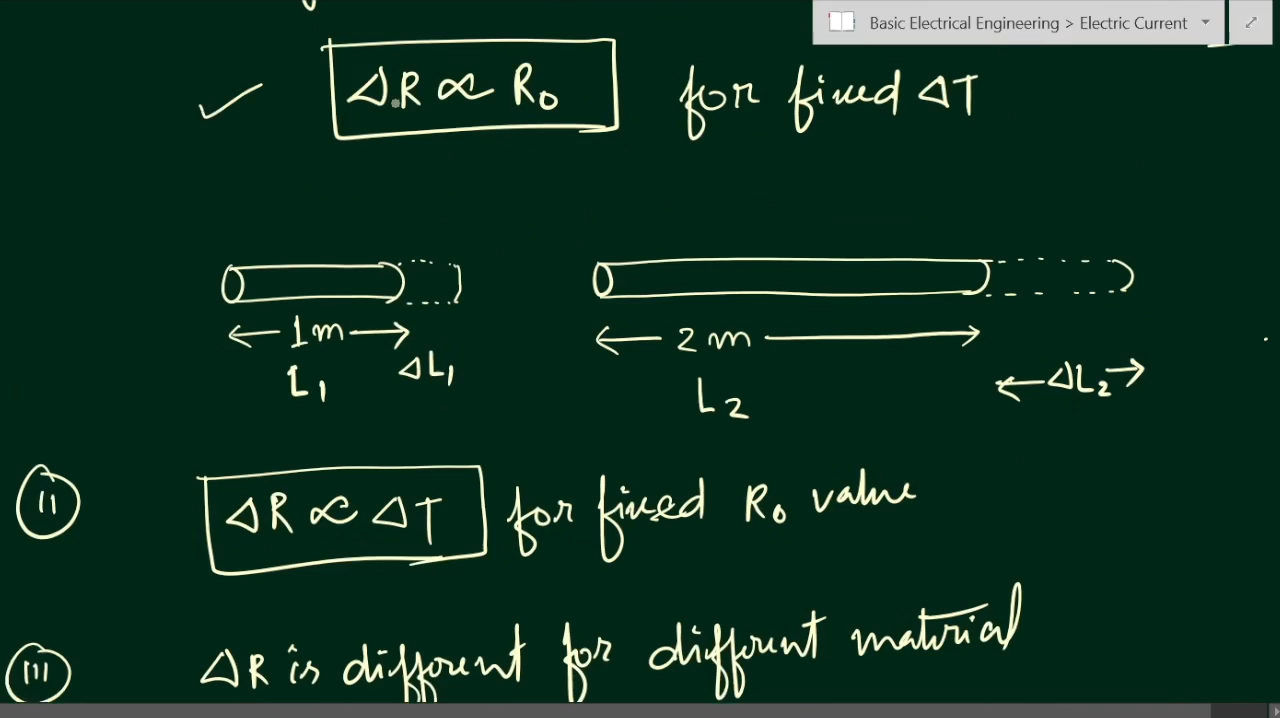 Basic Electrical Engineering > Electric Current
ΔR ∝ R₀ for fixed ΔT
1m
L₁
ΔL₁
2 m
L₂
ΔL₂
II
ΔR ∝ ΔT for fixed R₀ value
III
ΔR is different for different material